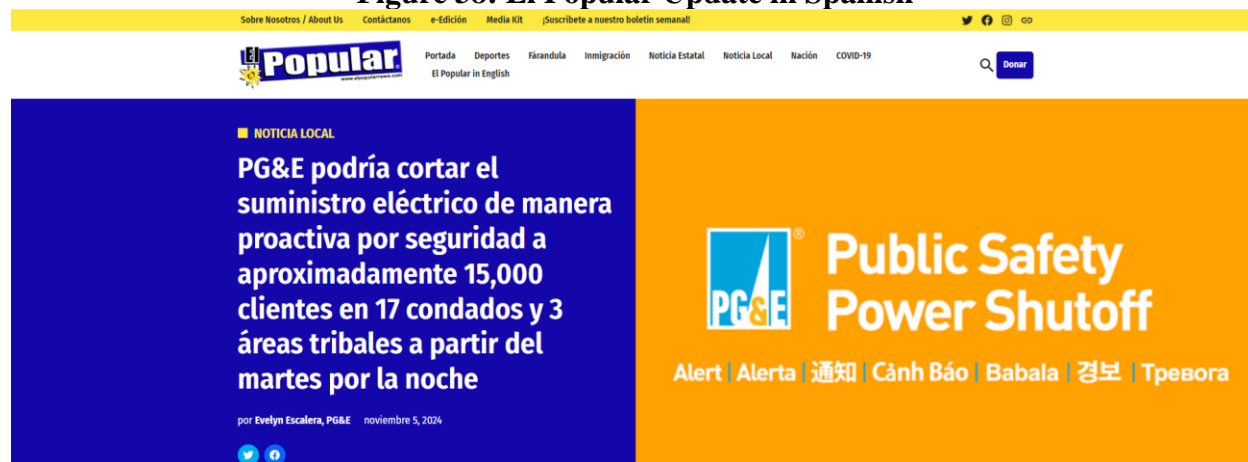 Figure 38: El Popular Update in Spanish
Sobre Nosotros / About Us Contáctanos e-Edición Media Kit ¡Suscríbete a nuestro boletín semanal!
El Popular
www.elpopularnews.com
Portada Deportes Fárandula Inmigración Noticia Estatal Noticia Local Nación COVID-19
El Popular in English
Donar
NOTICIA LOCAL
PG&E podría cortar el
suministro eléctrico de manera
proactiva por seguridad a
aproximadamente 15,000
clientes en 17 condados y 3
áreas tribales a partir del
martes por la noche
por Evelyn Escalera, PG&E noviembre 5, 2024
PG&E®
Public Safety
Power Shutoff
Alert | Alerta | 通知 | Cảnh Báo | Babala | 경보 | Тревога